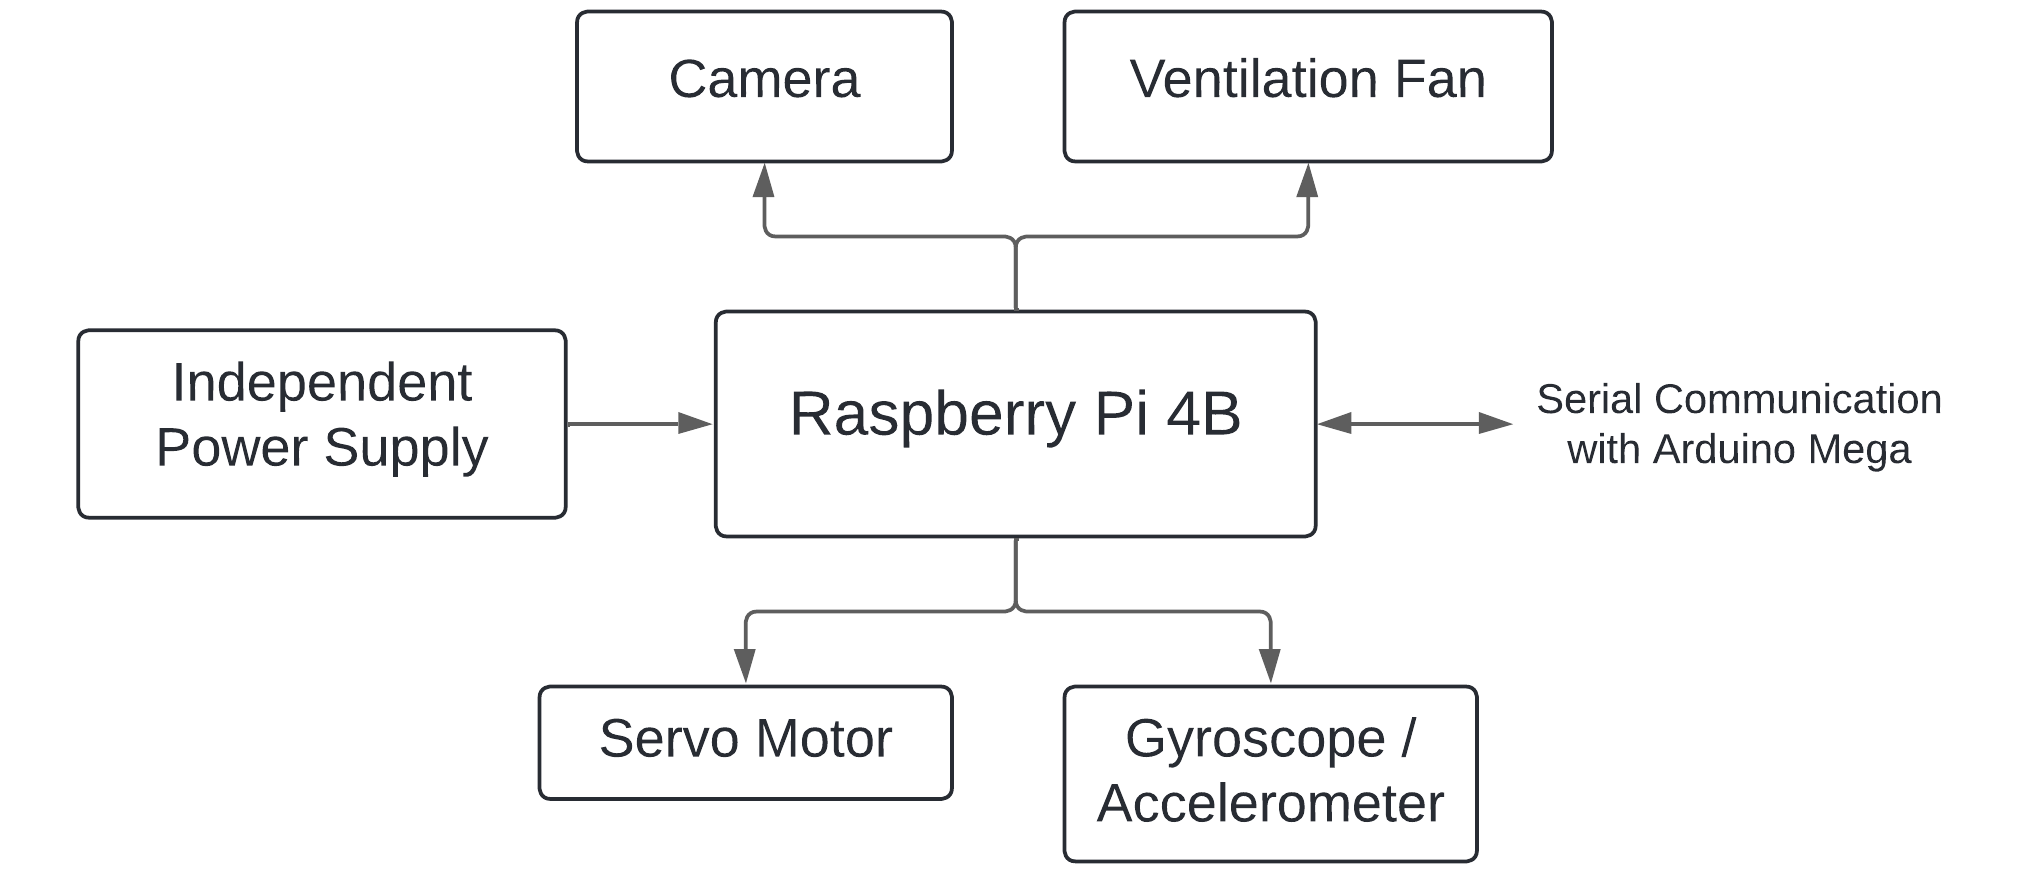 Camera
Ventilation Fan
Independent
Power Supply
Raspberry Pi 4B
Serial Communication
with Arduino Mega
Servo Motor
Gyroscope /
Accelerometer